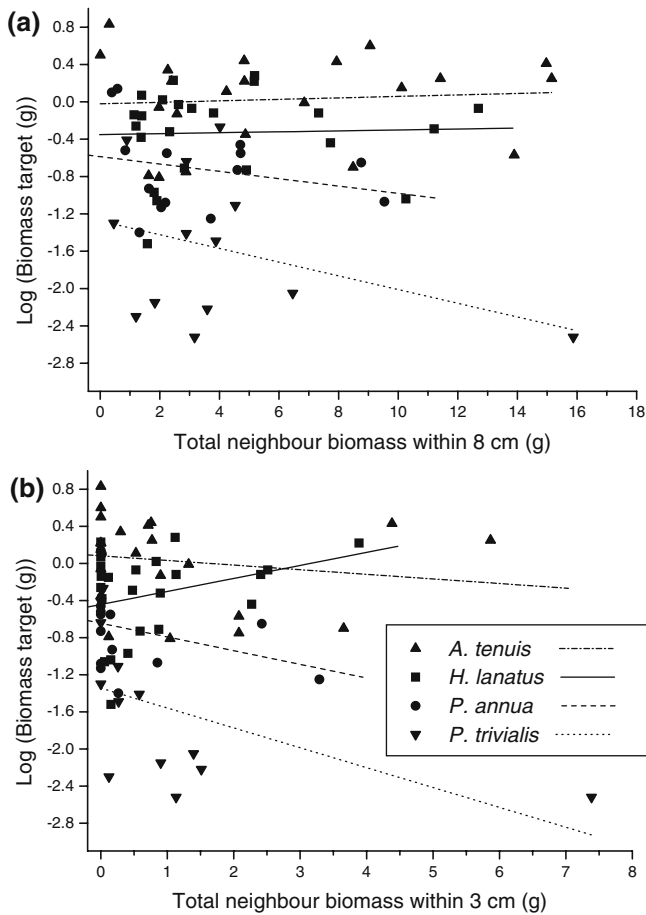 (a)
Log (Biomass target (g))
0.8
0.4
0.0
-0.4
-0.8
-1.2
-1.6
-2.0
-2.4
-2.8
0 2 4 6 8 10 12 14 16 18
Total neighbour biomass within 8 cm (g)
(b)
Log (Biomass target (g))
0.8
0.4
0.0
-0.4
-0.8
-1.2
-1.6
-2.0
-2.4
-2.8
A. tenuis
H. lanatus
P. annua
P. trivialis
0 1 2 3 4 5 6 7 8
Total neighbour biomass within 3 cm (g)